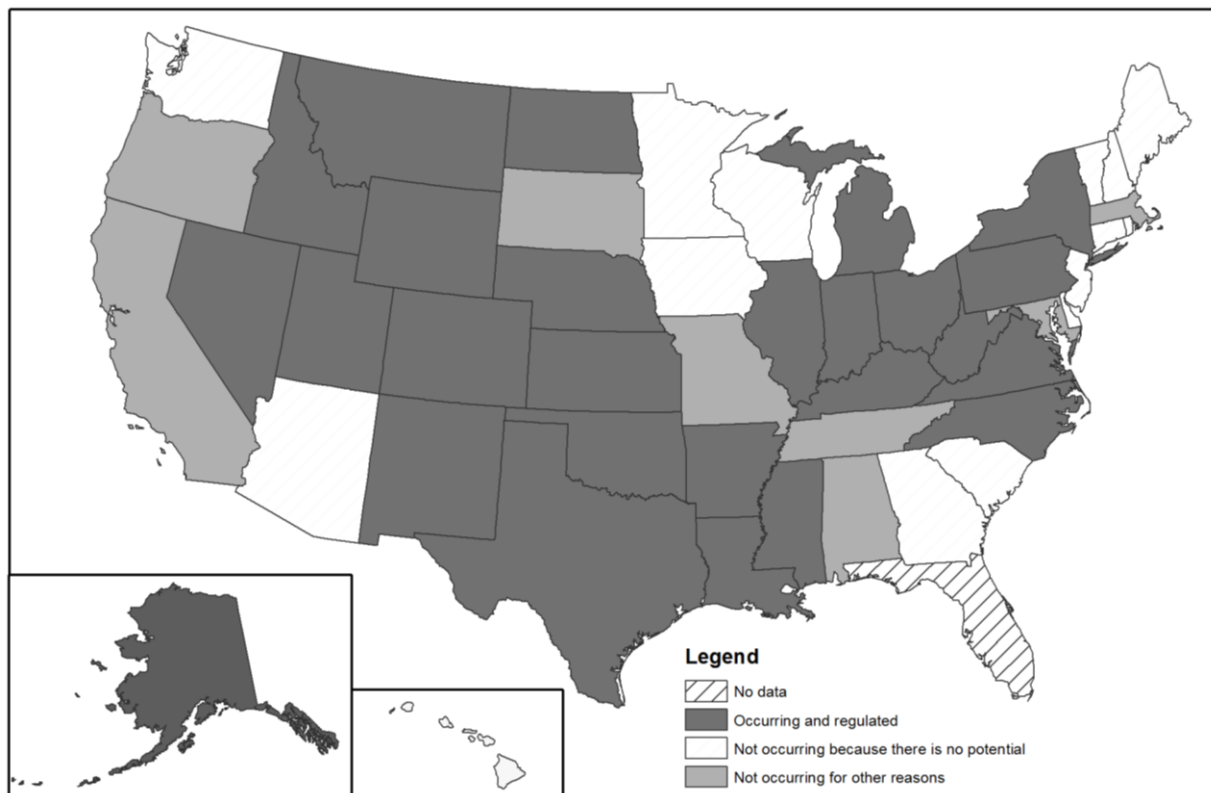 Legend
No data
Occurring and regulated
Not occurring because there is no potential
Not occurring for other reasons